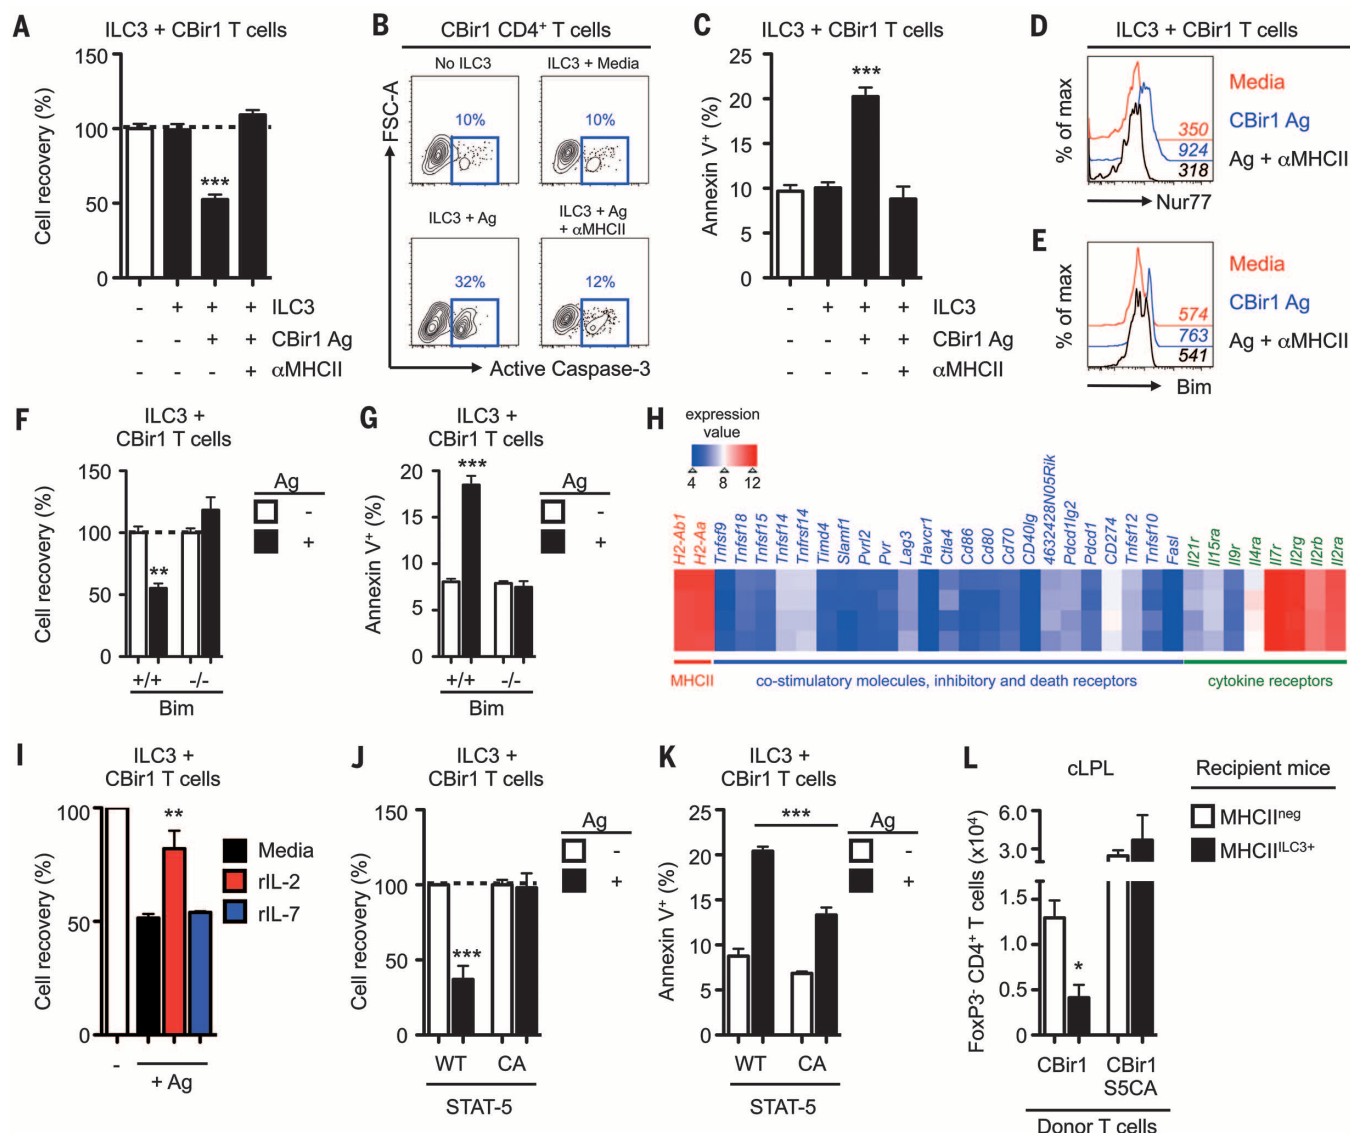 A
ILC3 + CBir1 T cells
Cell recovery (%)
150
100
50
0
***
- + + + ILC3
- - + + CBir1 Ag
- - - + αMHCII
B
CBir1 CD4+ T cells
No ILC3
ILC3 + Media
FSC-A
10%
10%
ILC3 + Ag
ILC3 + Ag
+ αMHCII
32%
12%
Active Caspase-3
C
ILC3 + CBir1 T cells
Annexin V+ (%)
25
20
15
10
5
0
***
- + + + ILC3
- - + + CBir1 Ag
- - - + αMHCII
D
ILC3 + CBir1 T cells
% of max
350
924
318
Media
CBir1 Ag
Ag + αMHCII
Nur77
E
% of max
574
763
541
Media
CBir1 Ag
Ag + αMHCII
Bim
F
ILC3 +
CBir1 T cells
Cell recovery (%)
150
100
50
0
**
+/+ -/-
Bim
Ag
-
+
G
ILC3 +
CBir1 T cells
Annexin V+ (%)
20
15
10
5
0
***
+/+ -/-
Bim
Ag
-
+
H
expression
value
4 8 12
H2-Ab1
H2-Aa
Tnfsf9
Tnfsf18
Tnfsf15
Tnfsf14
Tnfrsf14
Timd4
Slamf1
Pvrl2
Pvr
Lag3
Havcr1
Ctla4
Cd86
Cd80
Cd70
CD40lg
4632428N05Rik
Pdcd1lg2
Pdcd1
CD274
Tnfsf12
Tnfsf10
Fasl
Il21r
Il15ra
Il9r
Il4ra
Il7r
Il2rg
Il2rb
Il2ra
MHCII
co-stimulatory molecules, inhibitory and death receptors
cytokine receptors
I
ILC3 +
CBir1 T cells
Cell recovery (%)
100
50
0
**
Media
rIL-2
rIL-7
-
+ Ag
J
ILC3 +
CBir1 T cells
Cell recovery (%)
150
100
50
0
***
WT CA
STAT-5
Ag
-
+
K
ILC3 +
CBir1 T cells
Annexin V+ (%)
25
20
15
10
5
0
***
WT CA
STAT-5
Ag
-
+
L
cLPL
FoxP3- CD4+ T cells (x10⁴)
6.0
3.0
1.5
1.0
0.5
0
*
CBir1
CBir1
S5CA
Donor T cells
Recipient mice
MHCIIneg
MHCIIILC3+